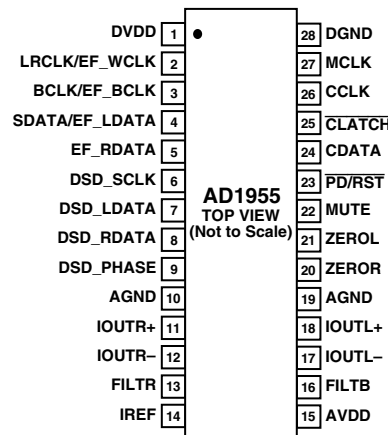 DVDD 1 28 DGND
LRCLK/EF_WCLK 2 27 MCLK
BCLK/EF_BCLK 3 26 CCLK
SDATA/EF_LDATA 4 25 CLATCH
EF_RDATA 5 24 CDATA
DSD_SCLK 6 23 PD/RST
DSD_LDATA 7 22 MUTE
DSD_RDATA 8 21 ZEROL
DSD_PHASE 9 20 ZEROR
AGND 10 19 AGND
IOUTR+ 11 18 IOUTL+
IOUTR– 12 17 IOUTL–
FILTR 13 16 FILTB
IREF 14 15 AVDD
AD1955
TOP VIEW
(Not to Scale)